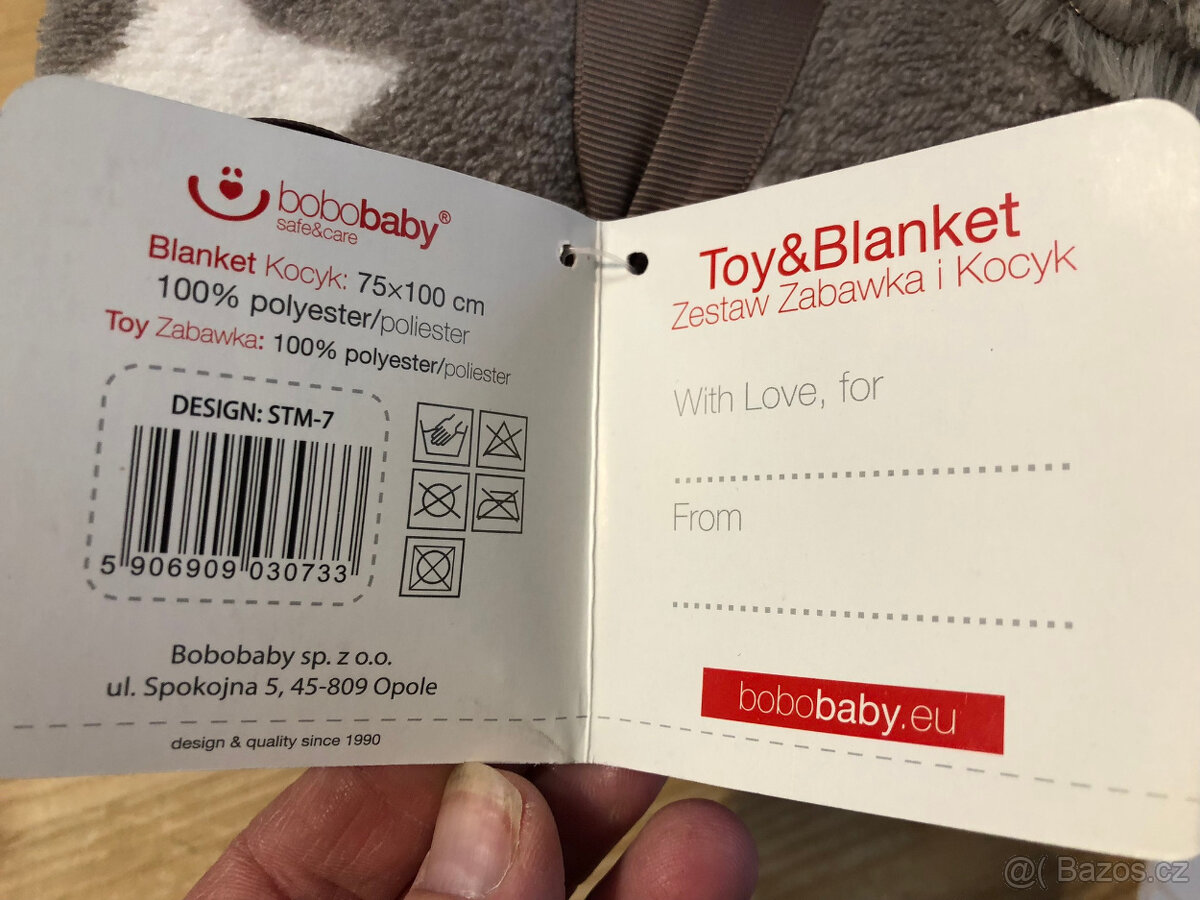 bobobaby®
safe&care
Blanket Kocyk: 75×100 cm
100% polyester/poliester
Toy Zabawka: 100% polyester/poliester
DESIGN: STM-7
5 906909 030733
Bobobaby sp. z o.o.
ul. Spokojna 5, 45-809 Opole
design & quality since 1990
Toy&Blanket
Zestaw Zabawka i Kocyk
With Love, for
From
bobobaby.eu
@( Bazos.cz